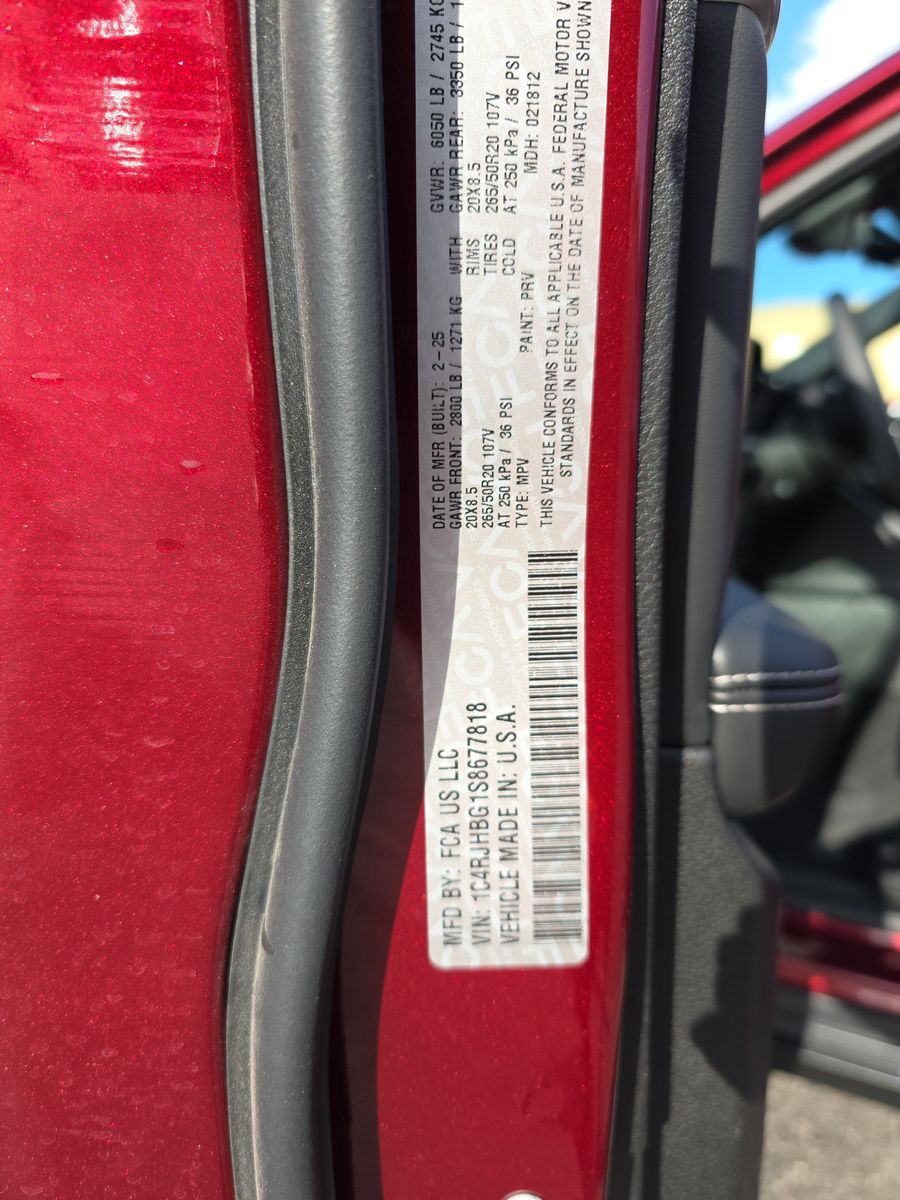 MFD BY: FCA US LLC
VIN: 1C4RJHBG1S8677818
VEHICLE MADE IN: U.S.A.
DATE OF MFR (BUILT): 2-25 GVWR: 6050 LB / 2745 KG
GAWR FRONT: 2800 LB / 1271 KG WITH GAWR REAR: 3350 LB / 1
20X8.5 RIMS 20X8.5
265/50R20 107V TIRES 265/50R20 107V
AT 250 kPa / 36 PSI COLD AT 250 kPa / 36 PSI
TYPE: MPV PAINT: PRV MDH: 021812
THIS VEHICLE CONFORMS TO ALL APPLICABLE U.S.A. FEDERAL MOTOR V
STANDARDS IN EFFECT ON THE DATE OF MANUFACTURE SHOWN